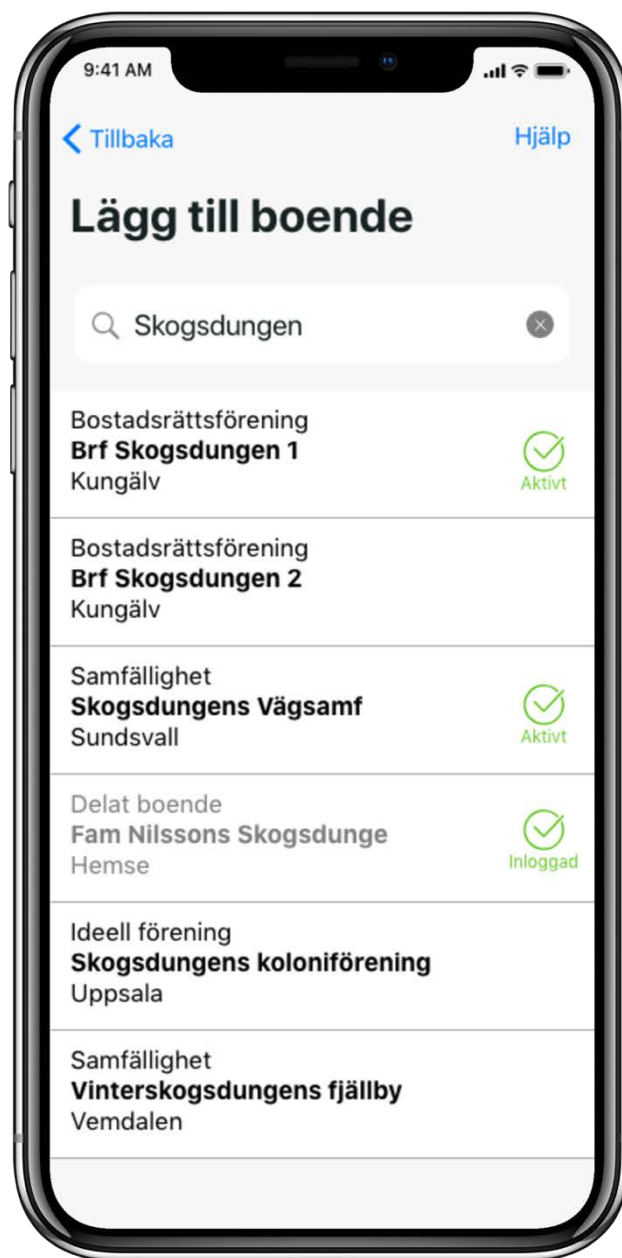 9:41 AM
Tillbaka
Hjälp
Lägg till boende
Skogsdungen
Bostadsrättsförening
Brf Skogsdungen 1
Kungälv
Aktivt
Bostadsrättsförening
Brf Skogsdungen 2
Kungälv
Samfällighet
Skogsdungens Vägsamf
Sundsvall
Aktivt
Delat boende
Fam Nilssons Skogsdunge
Hemse
Inloggad
Ideell förening
Skogsdungens koloniförening
Uppsala
Samfällighet
Vinterskogsdungens fjällby
Vemdalen